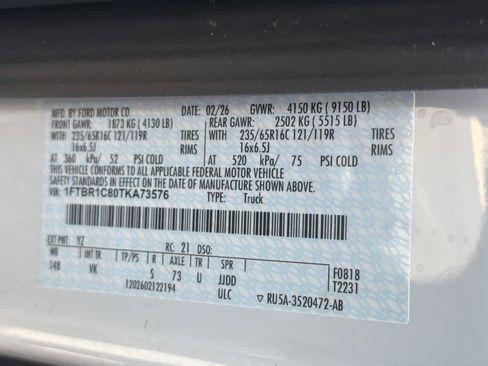 MFD. BY FORD MOTOR CO. DATE: 02/26 GVWR: 4150 KG ( 9150 LB)
FRONT GAWR: 1873 KG ( 4130 LB) REAR GAWR: 2502 KG ( 5515 LB)
WITH 235/65R16C 121/119R TIRES WITH 235/65R16C 121/119R TIRES
16x6.5J 16x6.5J
AT 360 kPa/ 52 PSI COLD AT 520 kPa/ 75 PSI COLD
THIS VEHICLE CONFORMS TO ALL APPLICABLE FEDERAL MOTOR VEHICLE
SAFETY STANDARDS IN EFFECT ON THE DATE OF MANUFACTURE SHOWN ABOVE.
VIN: 1FTBR1C80TKA73576 TYPE: Truck
EXT PNT: YZ RC: 21 DSO:
WB INT TR TP/PS R AXLE TR SPR
148 VK S 73 U JJDD
ULC
1202602122194
F0818
T2231
▽ RU5A-3520472-AB